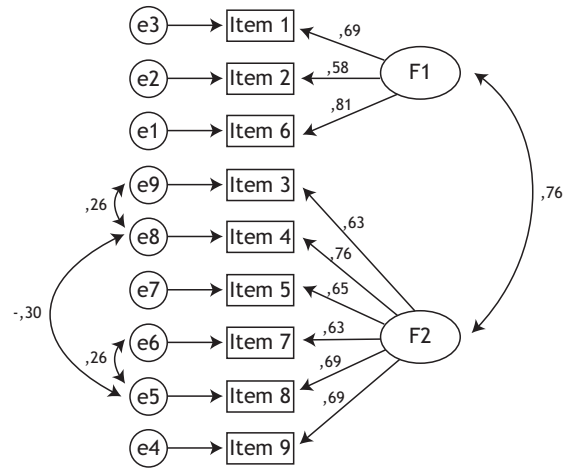 e3 Item 1 ,69
e2 Item 2 ,58 F1
e1 Item 6 ,81
e9 Item 3
,26 ,63 ,76
e8 Item 4 ,76
e7 Item 5 ,65
-,30
e6 Item 7 ,63 F2
,26 ,69
e5 Item 8 ,69
e4 Item 9